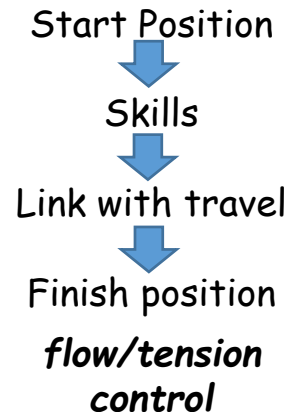 Start Position
Skills
Link with travel
Finish position
flow/tension
control